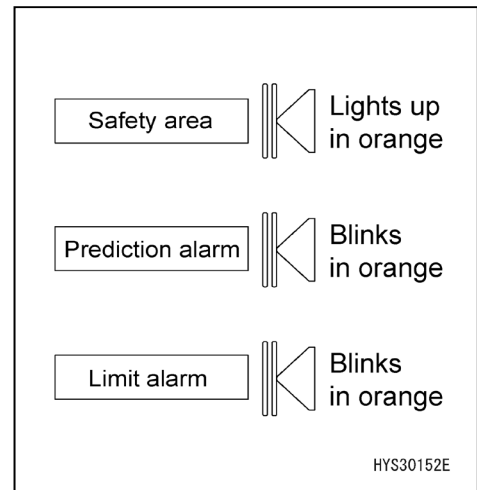 Safety area
Lights up
in orange
Prediction alarm
Blinks
in orange
Limit alarm
Blinks
in orange
HYS30152E